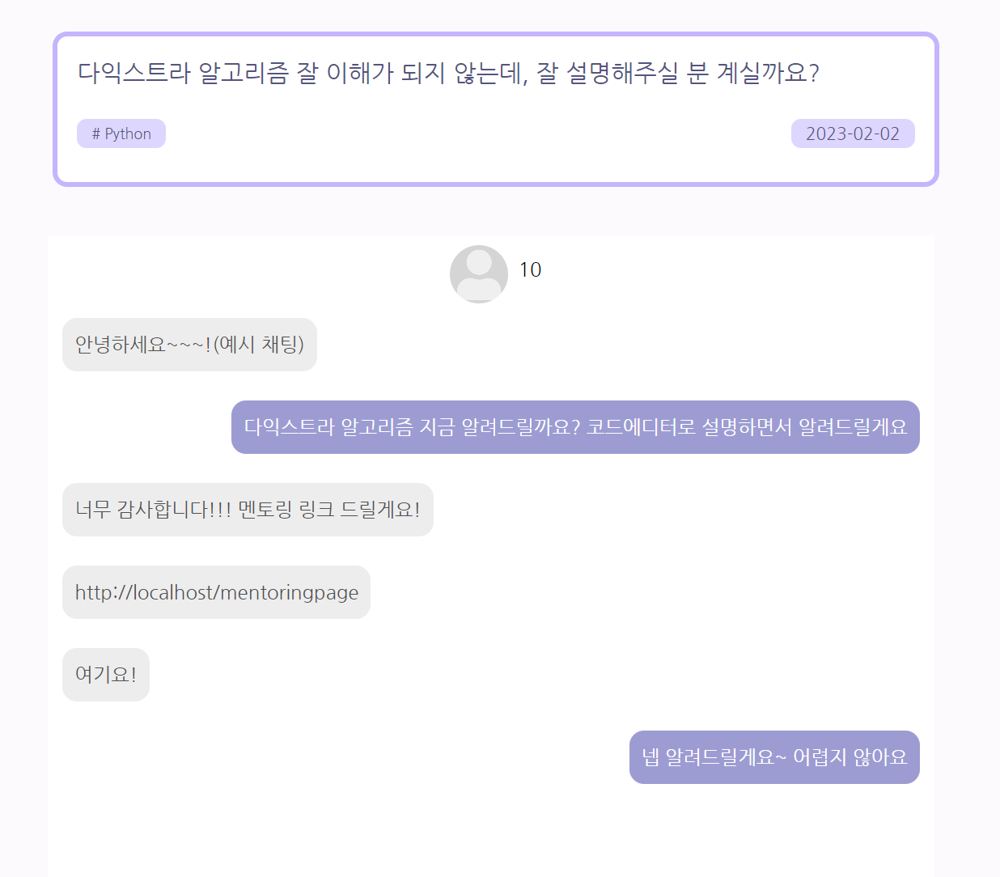 다익스트라 알고리즘 잘 이해가 되지 않는데, 잘 설명해주실 분 계실까요?
# Python
2023-02-02
10
안녕하세요~~~!(예시 채팅)
다익스트라 알고리즘 지금 알려드릴까요? 코드에디터로 설명하면서 알려드릴게요
너무 감사합니다!!! 멘토링 링크 드릴게요!
http://localhost/mentoringpage
여기요!
넵 알려드릴게요~ 어렵지 않아요